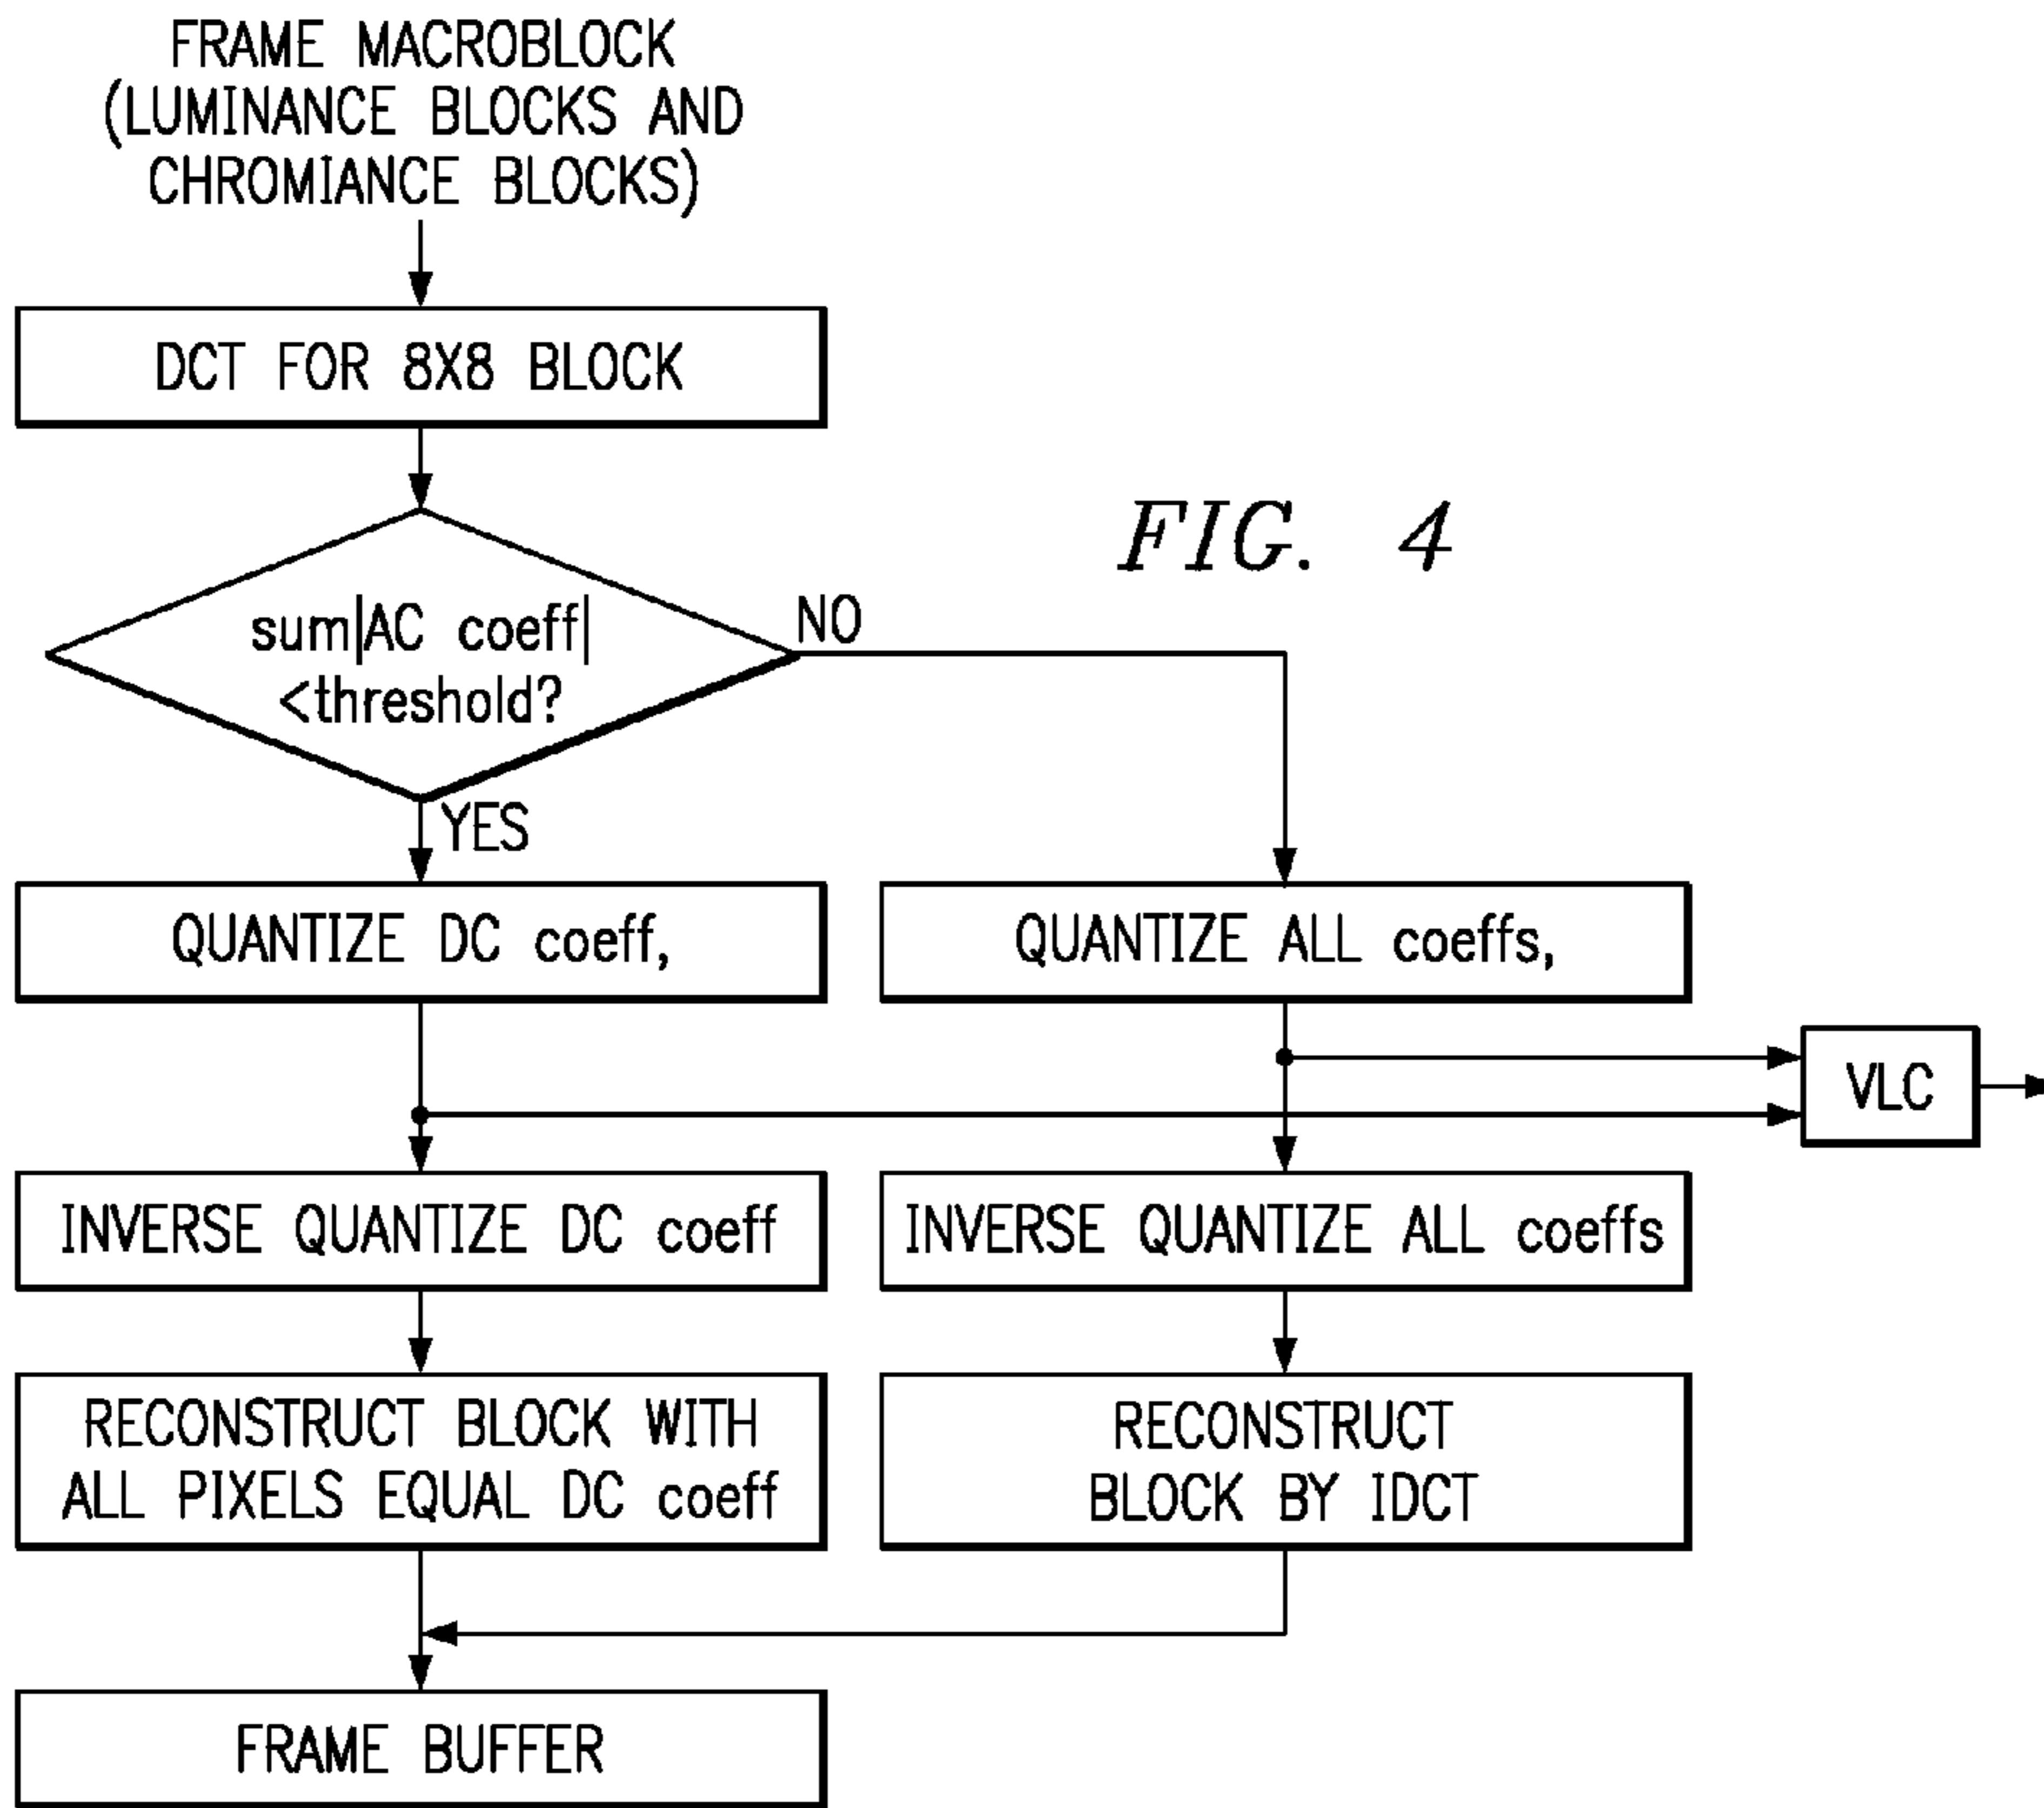 FRAME MACROBLOCK
(LUMINANCE BLOCKS AND
CHROMIANCE BLOCKS)
DCT FOR 8X8 BLOCK
FIG. 4
sum|AC coeff|
<threshold?
NO
YES
QUANTIZE DC coeff,
QUANTIZE ALL coeffs,
VLC
INVERSE QUANTIZE DC coeff
INVERSE QUANTIZE ALL coeffs
RECONSTRUCT BLOCK WITH
ALL PIXELS EQUAL DC coeff
RECONSTRUCT
BLOCK BY IDCT
FRAME BUFFER